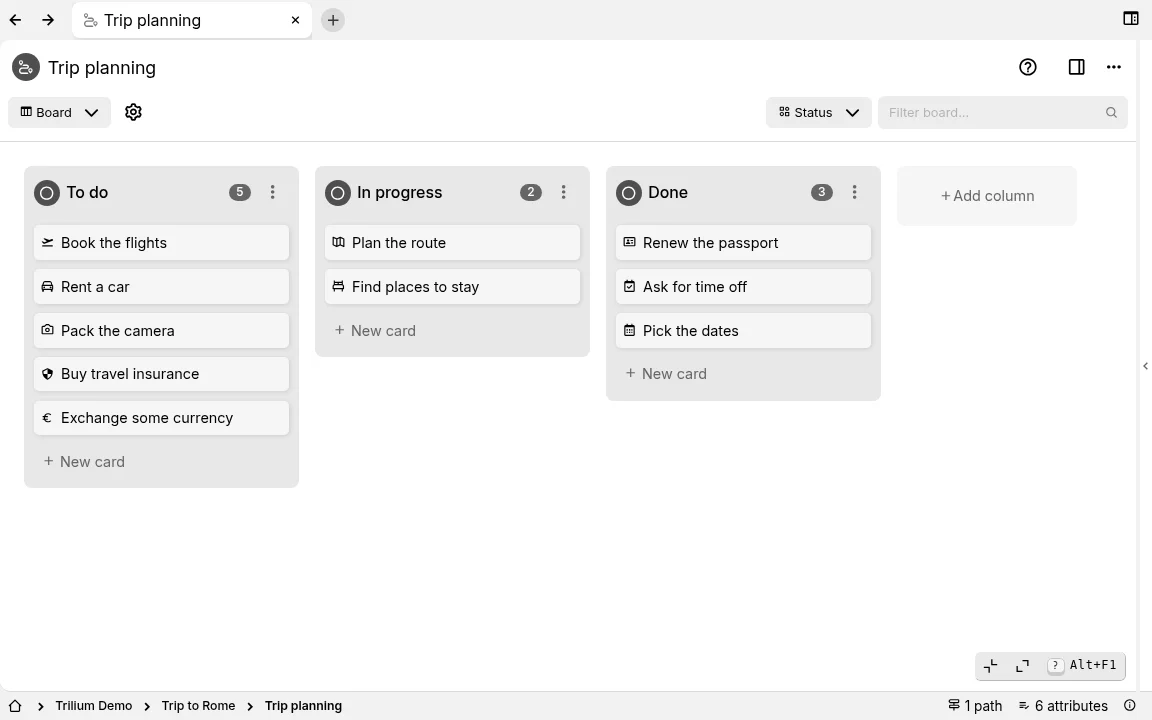 Trip planning
Trip planning
Board
Status
Filter board...
To do 5
Book the flights
Rent a car
Pack the camera
Buy travel insurance
Exchange some currency
+ New card
In progress 2
Plan the route
Find places to stay
+ New card
Done 3
Renew the passport
Ask for time off
Pick the dates
+ New card
+ Add column
? Alt+F1
Trilium Demo > Trip to Rome > Trip planning
1 path
6 attributes